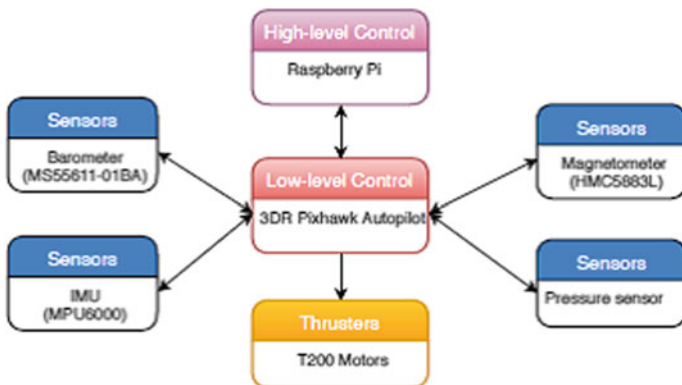 High-level Control
Raspberry Pi
Sensors
Barometer
(MS55611-01BA)
Sensors
Magnetometer
(HMC5883L)
Low-level Control
3DR Pixhawk Autopilot
Sensors
IMU
(MPU6000)
Sensors
Pressure sensor
Thrusters
T200 Motors